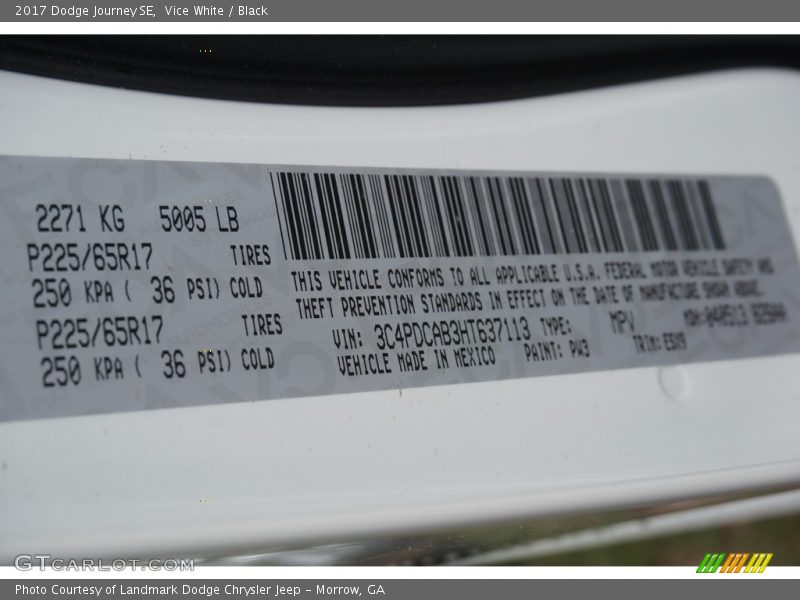 2017 Dodge Journey SE, Vice White / Black
2271 KG 5005 LB
P225/65R17 TIRES
250 KPA ( 36 PSI) COLD
P225/65R17 TIRES
250 KPA ( 36 PSI) COLD
THIS VEHICLE CONFORMS TO ALL APPLICABLE U.S.A. FEDERAL MOTOR VEHICLE SAFETY AND
THEFT PREVENTION STANDARDS IN EFFECT ON THE DATE OF MANUFACTURE SHOWN ABOVE.
VIN: 3C4PDCAB3HT637113 TYPE: MPV
VEHICLE MADE IN MEXICO PAINT: PW3 TRIM:
GTCARLOT.COM
Photo Courtesy of Landmark Dodge Chrysler Jeep – Morrow, GA